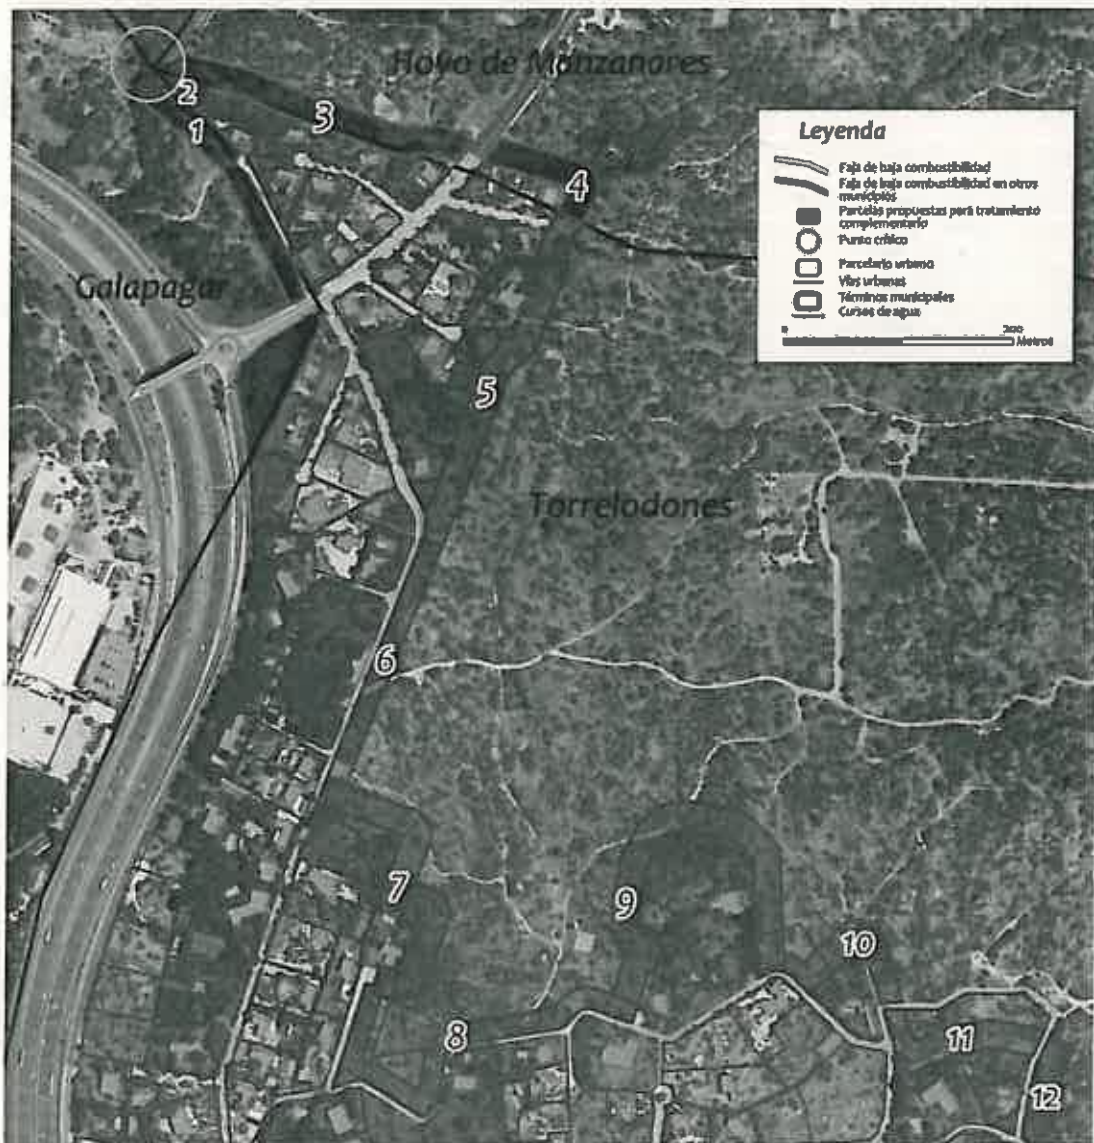 Hoyo de Manzanares
2
1
3
4
Leyenda
Faja de baja combustibilidad
Faja de baja combustibilidad en otros
municipios
Parcelas propuestas para tratamiento
complementario
Punto crítico
Parcelario urbano
Vías urbanas
Términos municipales
Cursos de agua
0 200
Metros
Galapagar
5
Torrelodones
6
7
9
10
8
11
12